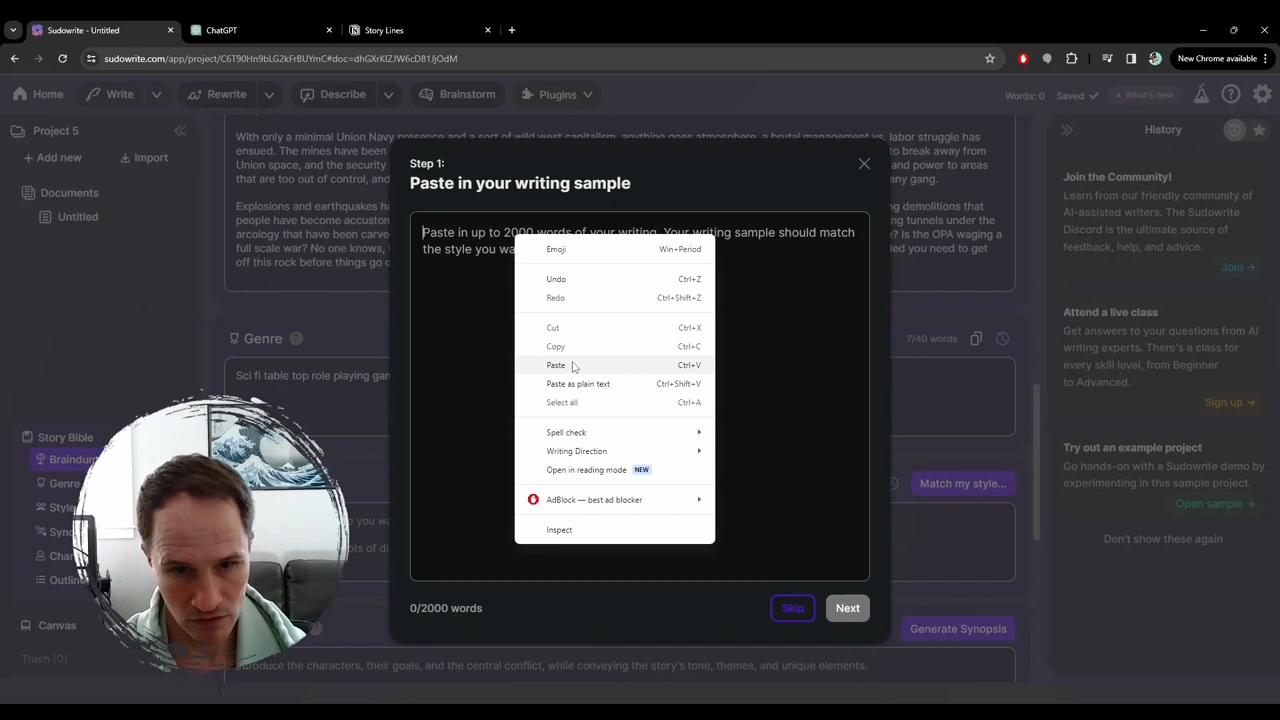 Sudowrite - Untitled
ChatGPT
Story Lines
sudowrite.com/app/project/C6T90Hn9bLG2kFrBUYmC#doc=dhGXrKIZJW6cD81JjOdM
New Chrome available
Home
Write
Rewrite
Describe
Brainstorm
Plugins
Words: 0
Saved
What's new
Project 5
Add new
Import
Documents
Untitled
With only a minimal Union Navy presence and a sort of wild west capitalism, anything goes atmosphere, a brutal management vs. labor struggle has
ensued. The mines have been
to break away from
Union space, and the security
and power to areas
that are too out of control, and
any gang.
Explosions and earthquakes ha
ng demolitions that
people have become accustom
ing tunnels under the
arcology that have been carve
? Is the OPA waging a
full scale war? No one knows, t
ied you need to get
off this rock before things go c
Step 1:
Paste in your writing sample
Paste in up to 2000 words of your writing. Your writing sample should match
the style you wa
Emoji Win+Period
Undo Ctrl+Z
Redo Ctrl+Shift+Z
Cut Ctrl+X
Copy Ctrl+C
Paste Ctrl+V
Paste as plain text Ctrl+Shift+V
Select all Ctrl+A
Spell check
Writing Direction
Open in reading mode NEW
AdBlock — best ad blocker
Inspect
0/2000 words
Skip
Next
Genre
7/40 words
Sci fi table top role playing gam
Story Bible
Braindum
Genre
Style
Syno
Chara
Outline
Canvas
Trash (0)
Match my style...
e you wa
pts of di
Generate Synopsis
ntroduce the characters, their goals, and the central conflict, while conveying the story's tone, themes, and unique elements.
History
Join the Community!
Learn from our friendly community of
AI-assisted writers. The Sudowrite
Discord is the ultimate source of
feedback, help, and advice.
Join →
Attend a live class
Get answers to your questions from AI
writing experts. There's a class for
every skill level, from Beginner
to Advanced.
Sign up →
Try out an example project
Go hands-on with a Sudowrite demo by
experimenting in this sample project.
Open sample →
Don't show these again